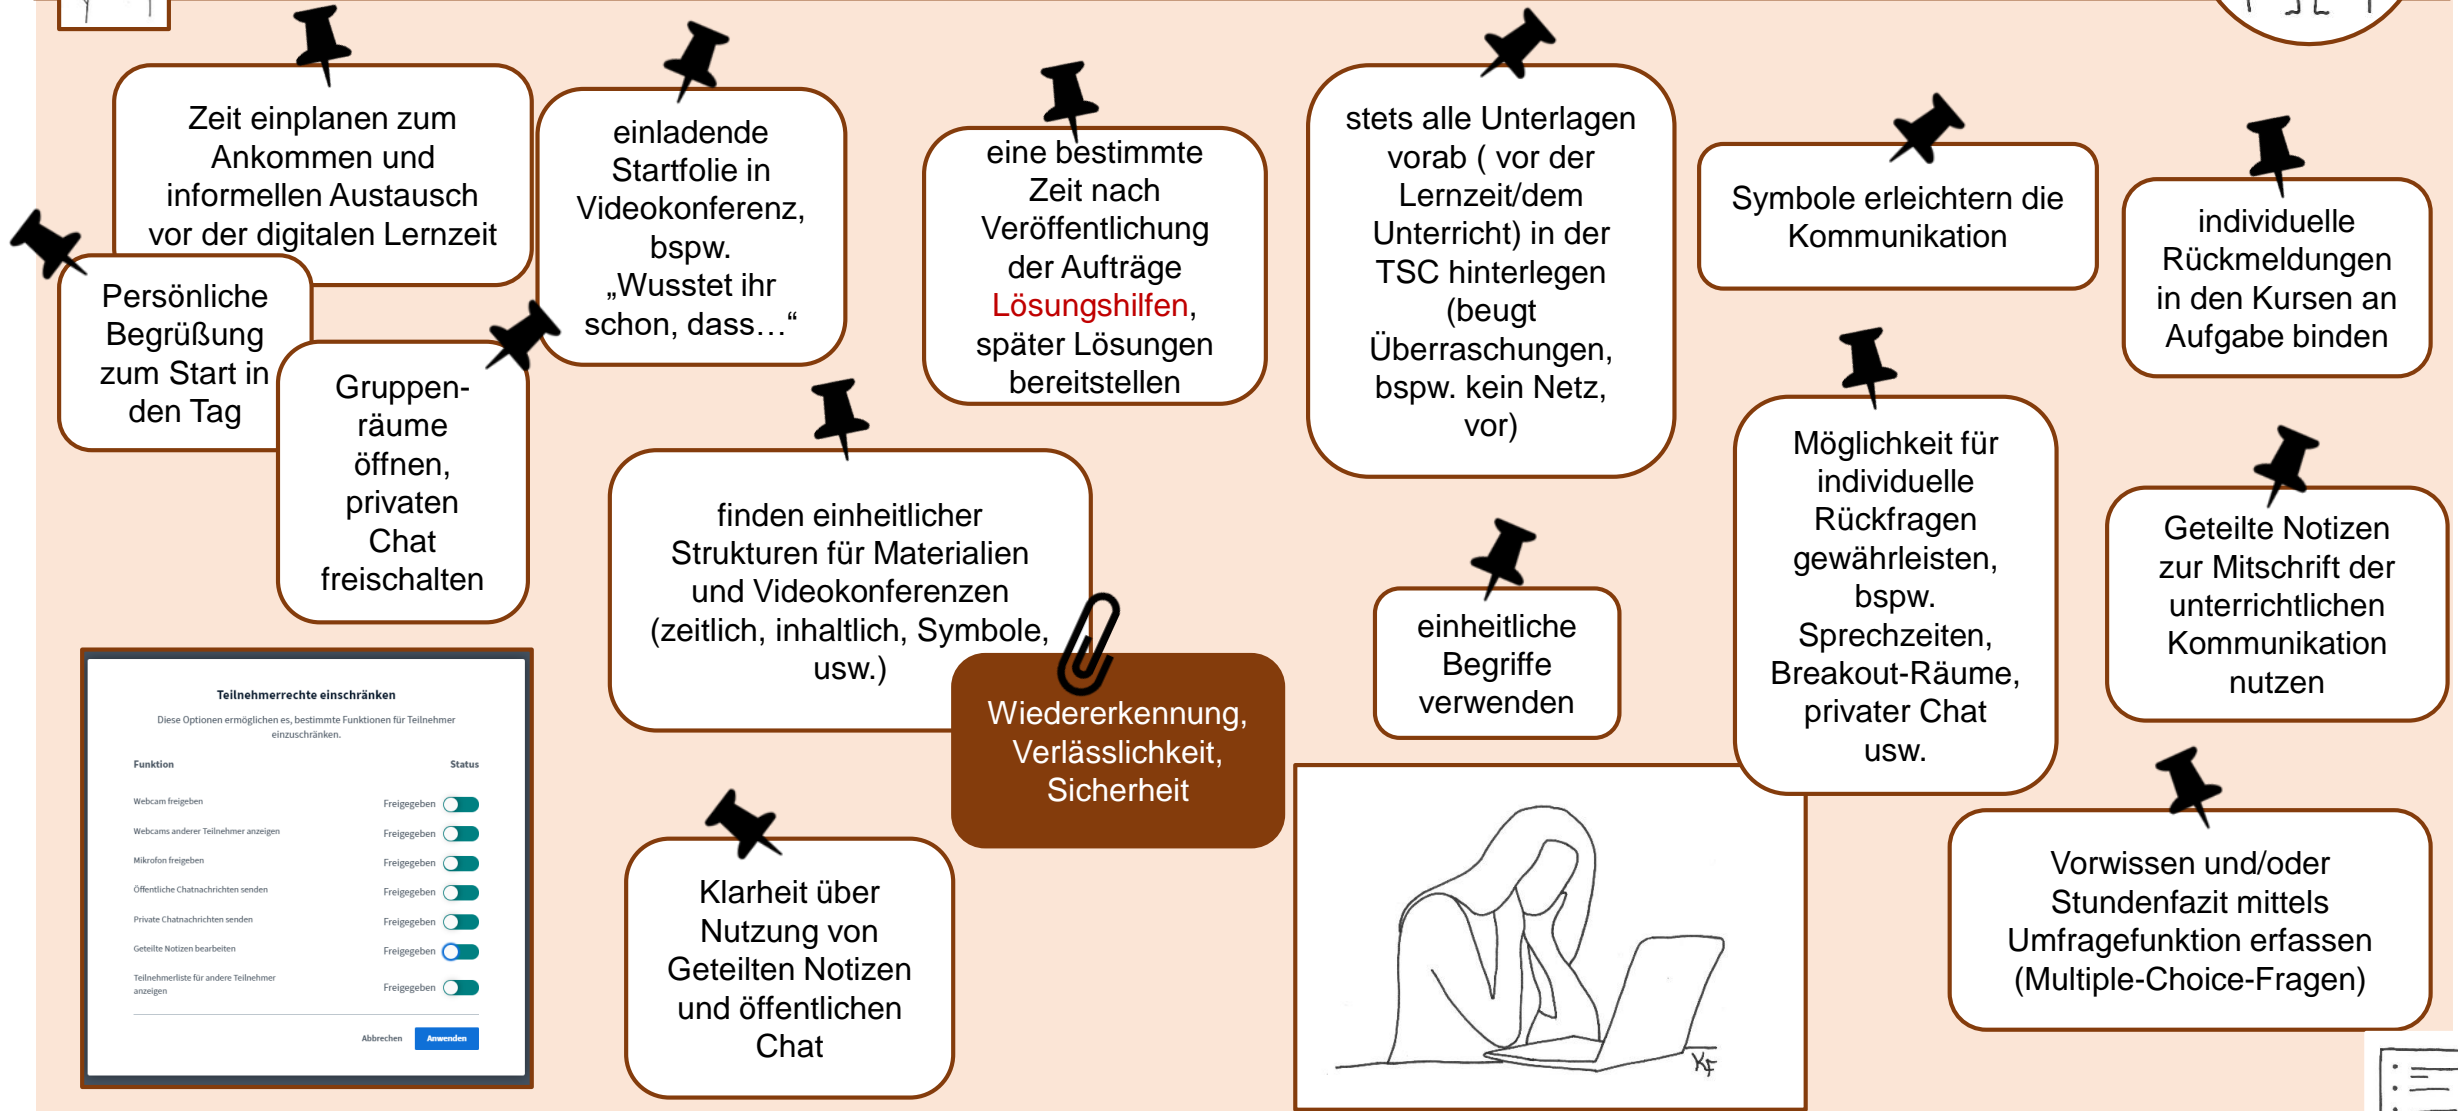 Zeit einplanen zum
Ankommen und
informellen Austausch
vor der digitalen Lernzeit
Persönliche
Begrüßung
zum Start in
den Tag
Gruppen-
räume
öffnen,
privaten
Chat
freischalten
einladende
Startfolie in
Videokonferenz,
bspw.
„Wusstet ihr
schon, dass…“
eine bestimmte
Zeit nach
Veröffentlichung
der Aufträge
Lösungshilfen,
später Lösungen
bereitstellen
stets alle Unterlagen
vorab ( vor der
Lernzeit/dem
Unterricht) in der
TSC hinterlegen
(beugt
Überraschungen,
bspw. kein Netz,
vor)
Symbole erleichtern die
Kommunikation
individuelle
Rückmeldungen
in den Kursen an
Aufgabe binden
finden einheitlicher
Strukturen für Materialien
und Videokonferenzen
(zeitlich, inhaltlich, Symbole,
usw.)
Wiedererkennung,
Verlässlichkeit,
Sicherheit
einheitliche
Begriffe
verwenden
Möglichkeit für
individuelle
Rückfragen
gewährleisten,
bspw.
Sprechzeiten,
Breakout-Räume,
privater Chat
usw.
Geteilte Notizen
zur Mitschrift der
unterrichtlichen
Kommunikation
nutzen
Teilnehmerrechte einschränken
Diese Optionen ermöglichen es, bestimmte Funktionen für Teilnehmer
einzuschränken.
Funktion Status
Webcam freigeben Freigegeben
Webcams anderer Teilnehmer anzeigen Freigegeben
Mikrofon freigeben Freigegeben
Öffentliche Chatnachrichten senden Freigegeben
Private Chatnachrichten senden Freigegeben
Geteilte Notizen bearbeiten Freigegeben
Teilnehmerliste für andere Teilnehmer
anzeigen Freigegeben
Abbrechen Anwenden
Klarheit über
Nutzung von
Geteilten Notizen
und öffentlichen
Chat
KF
Vorwissen und/oder
Stundenfazit mittels
Umfragefunktion erfassen
(Multiple-Choice-Fragen)